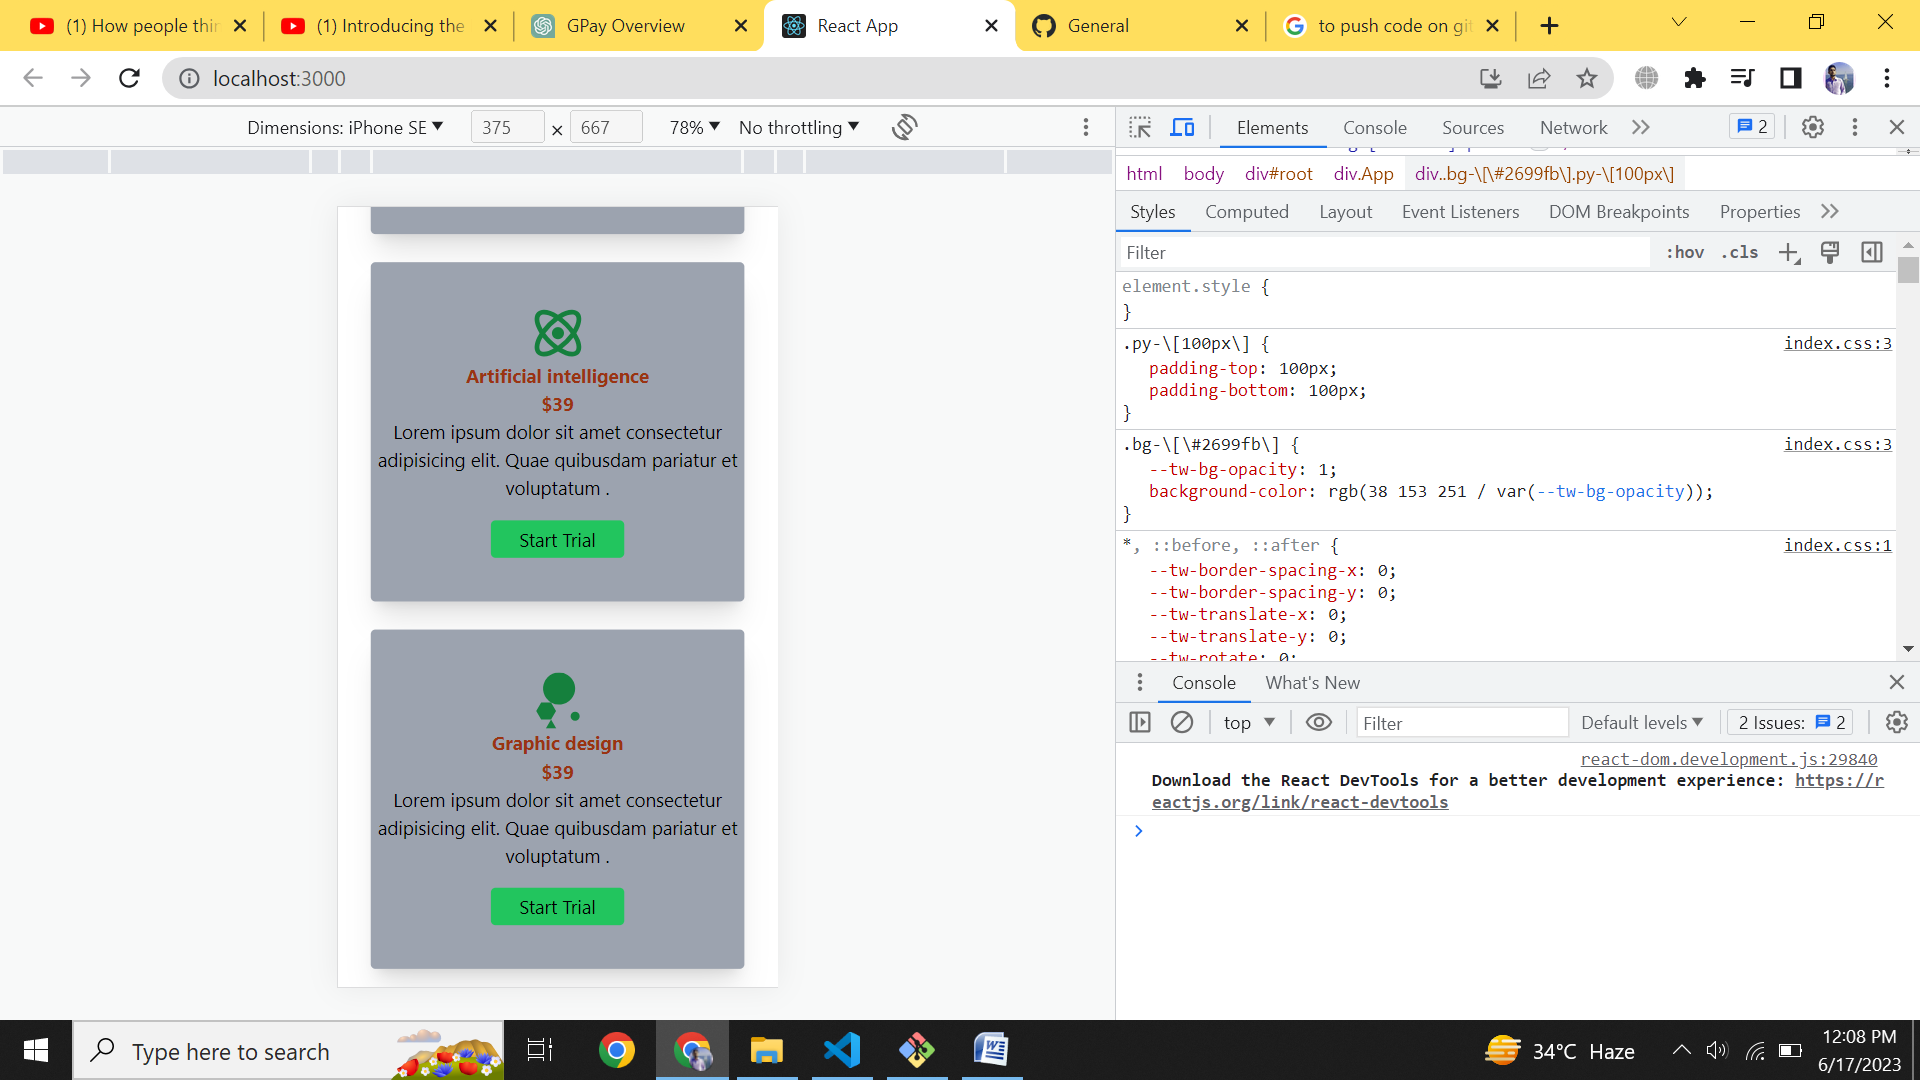 (1) How people thin
(1) Introducing the
GPay Overview
React App
General
to push code on git
localhost:3000
Dimensions: iPhone SE
375
×
667
78%
No throttling
Elements
Console
Sources
Network
2
html
body
div#root
div.App
div..bg-\[\#2699fb\].py-\[100px\]
Styles
Computed
Layout
Event Listeners
DOM Breakpoints
Properties
Filter
:hov
.cls
element.style {
}
.py-\[100px\] {
index.css:3
padding-top: 100px;
padding-bottom: 100px;
}
.bg-\[\#2699fb\] {
index.css:3
--tw-bg-opacity: 1;
background-color: rgb(38 153 251 / var(--tw-bg-opacity));
}
*, ::before, ::after {
index.css:1
--tw-border-spacing-x: 0;
--tw-border-spacing-y: 0;
--tw-translate-x: 0;
--tw-translate-y: 0;
--tw-rotate: 0;
Artificial intelligence
$39
Lorem ipsum dolor sit amet consectetur
adipisicing elit. Quae quibusdam pariatur et
voluptatum .
Start Trial
Graphic design
$39
Lorem ipsum dolor sit amet consectetur
adipisicing elit. Quae quibusdam pariatur et
voluptatum .
Start Trial
Console
What's New
top
Filter
Default levels
2 Issues:
2
react-dom.development.js:29840
Download the React DevTools for a better development experience: https://r
eactjs.org/link/react-devtools
Type here to search
34°C Haze
12:08 PM
6/17/2023